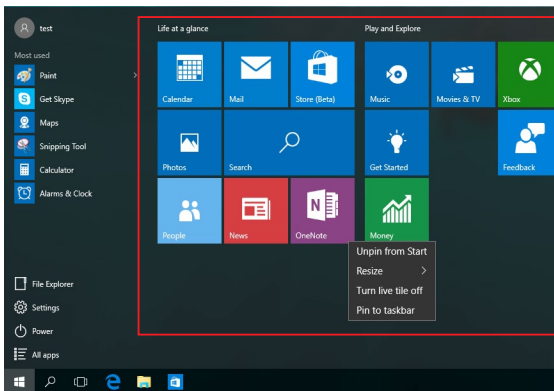 test
Most used
Paint
Get Skype
Maps
Snipping Tool
Calculator
Alarms & Clock
File Explorer
Settings
Power
All apps
Life at a glance
Calendar
Mail
Store (Beta)
Photos
Search
People
News
OneNote
Play and Explore
Music
Movies & TV
Xbox
Get Started
Feedback
Money
Unpin from Start
Resize
Turn live tile off
Pin to taskbar